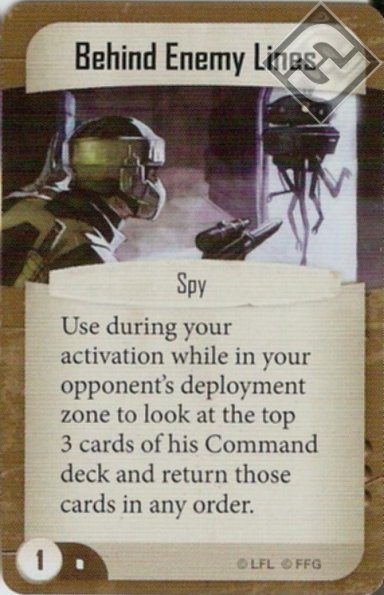 Behind Enemy Lines
Spy
Use during your
activation while in your
opponent's deployment
zone to look at the top
3 cards of his Command
deck and return those
cards in any order.
1
©LFL ©FFG